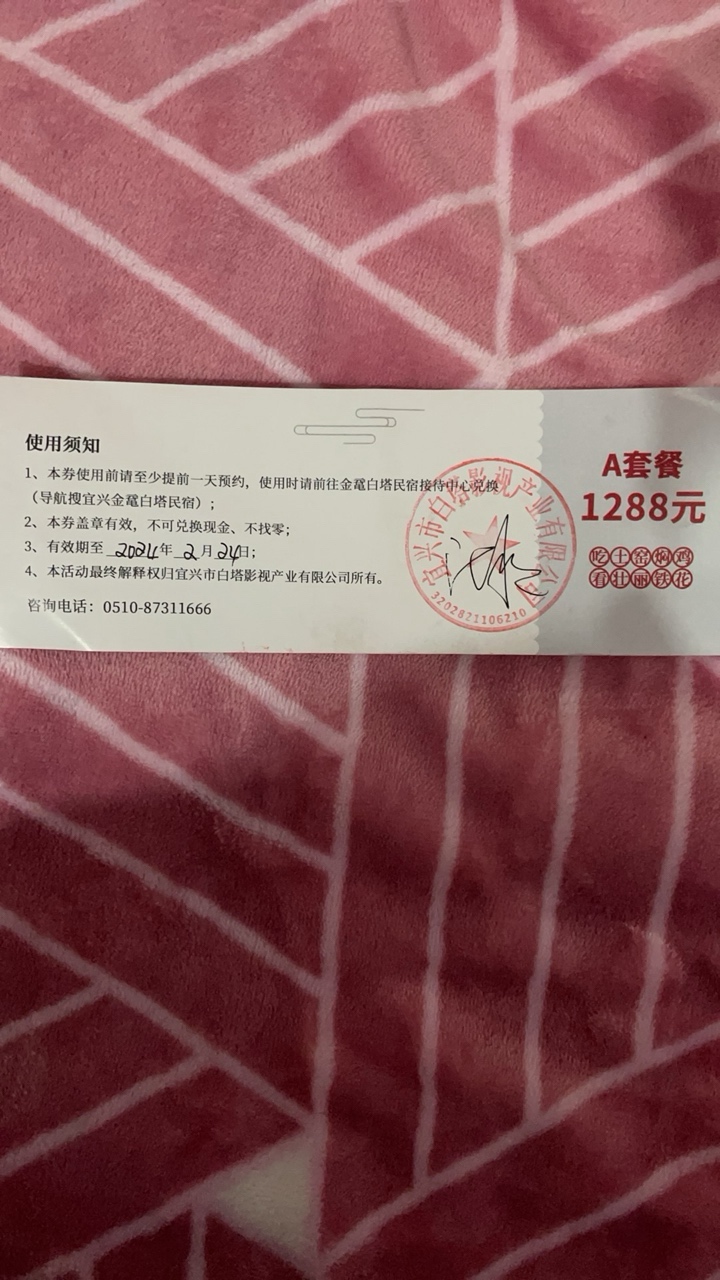 使用须知
1、本券使用前请至少提前一天预约，使用时请前往金鼋白塔民宿接待中心兑换
（导航搜宜兴金鼋白塔民宿）；
2、本券盖章有效，不可兑换现金、不找零；
3、有效期至 2024年 2月 24日；
4、本活动最终解释权归宜兴市白塔影视产业有限公司所有。
咨询电话：0510-87311666
宜兴市白塔影视产业有限公司
3202821106210
A套餐
1288元
吃土窑焖鸡
看壮丽铁花